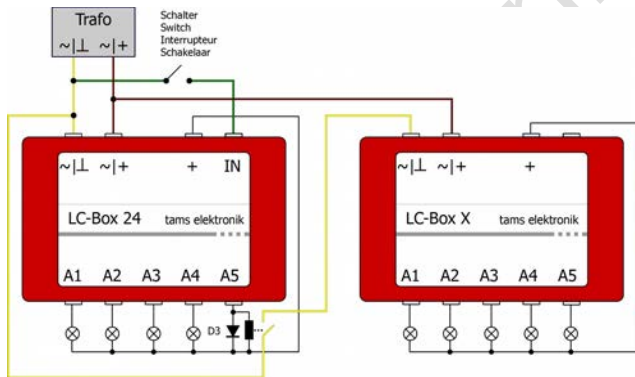 Trafo
~|⊥ ~|+
Schalter
Switch
Interrupteur
Schakelaar
~|⊥ ~|+ + IN
LC-Box 24 tams elektronik
A1 A2 A3 A4 A5
D3
~|⊥ ~|+ +
LC-Box X tams elektronik
A1 A2 A3 A4 A5